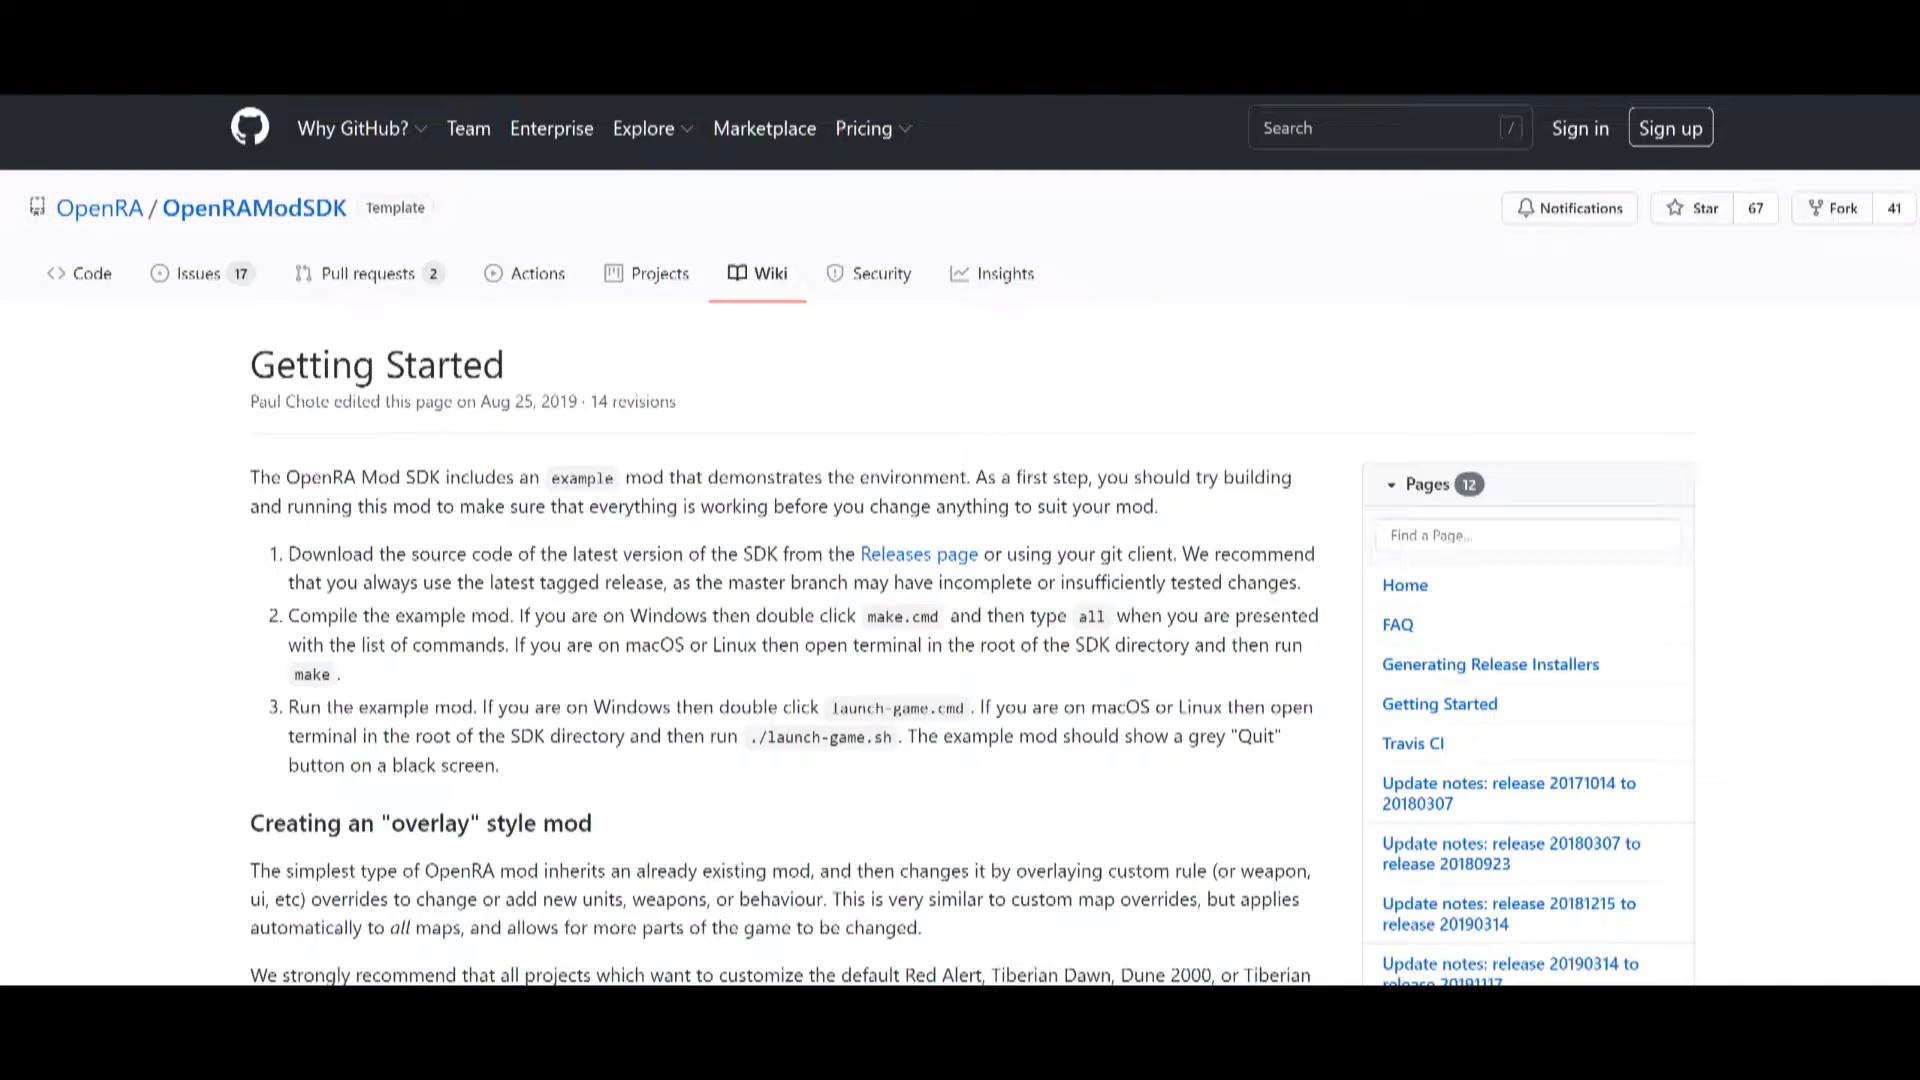 Why GitHub? Team Enterprise Explore Marketplace Pricing Search / Sign in Sign up
OpenRA / OpenRAModSDK Template Notifications Star 67 Fork 41
Code Issues 17 Pull requests 2 Actions Projects Wiki Security Insights
Getting Started
Paul Chote edited this page on Aug 25, 2019 · 14 revisions
The OpenRA Mod SDK includes an example mod that demonstrates the environment. As a first step, you should try building
and running this mod to make sure that everything is working before you change anything to suit your mod.
1. Download the source code of the latest version of the SDK from the Releases page or using your git client. We recommend
that you always use the latest tagged release, as the master branch may have incomplete or insufficiently tested changes.
2. Compile the example mod. If you are on Windows then double click make.cmd and then type all when you are presented
with the list of commands. If you are on macOS or Linux then open terminal in the root of the SDK directory and then run
make .
3. Run the example mod. If you are on Windows then double click launch-game.cmd . If you are on macOS or Linux then open
terminal in the root of the SDK directory and then run ./launch-game.sh . The example mod should show a grey "Quit"
button on a black screen.
Creating an "overlay" style mod
The simplest type of OpenRA mod inherits an already existing mod, and then changes it by overlaying custom rule (or weapon,
ui, etc) overrides to change or add new units, weapons, or behaviour. This is very similar to custom map overrides, but applies
automatically to all maps, and allows for more parts of the game to be changed.
We strongly recommend that all projects which want to customize the default Red Alert, Tiberian Dawn, Dune 2000, or Tiberian
Pages 12
Find a Page...
Home
FAQ
Generating Release Installers
Getting Started
Travis CI
Update notes: release 20171014 to
20180307
Update notes: release 20180307 to
release 20180923
Update notes: release 20181215 to
release 20190314
Update notes: release 20190314 to
release 20191117